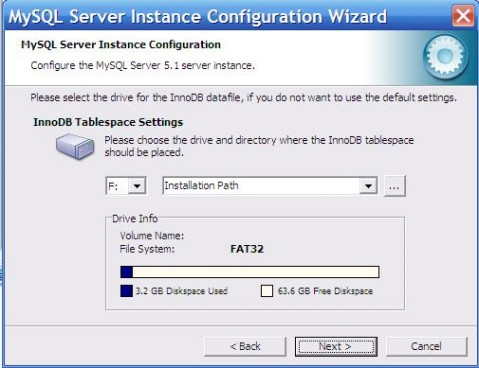 MySQL Server Instance Configuration Wizard
MySQL Server Instance Configuration
Configure the MySQL Server 5.1 server instance.
Please select the drive for the InnoDB datafile, if you do not want to use the default settings.
InnoDB Tablespace Settings
Please choose the drive and directory where the InnoDB tablespace
should be placed.
F: Installation Path ...
Drive Info
Volume Name:
File System: FAT32
3.2 GB Diskspace Used 63.6 GB Free Diskspace
< Back Next > Cancel